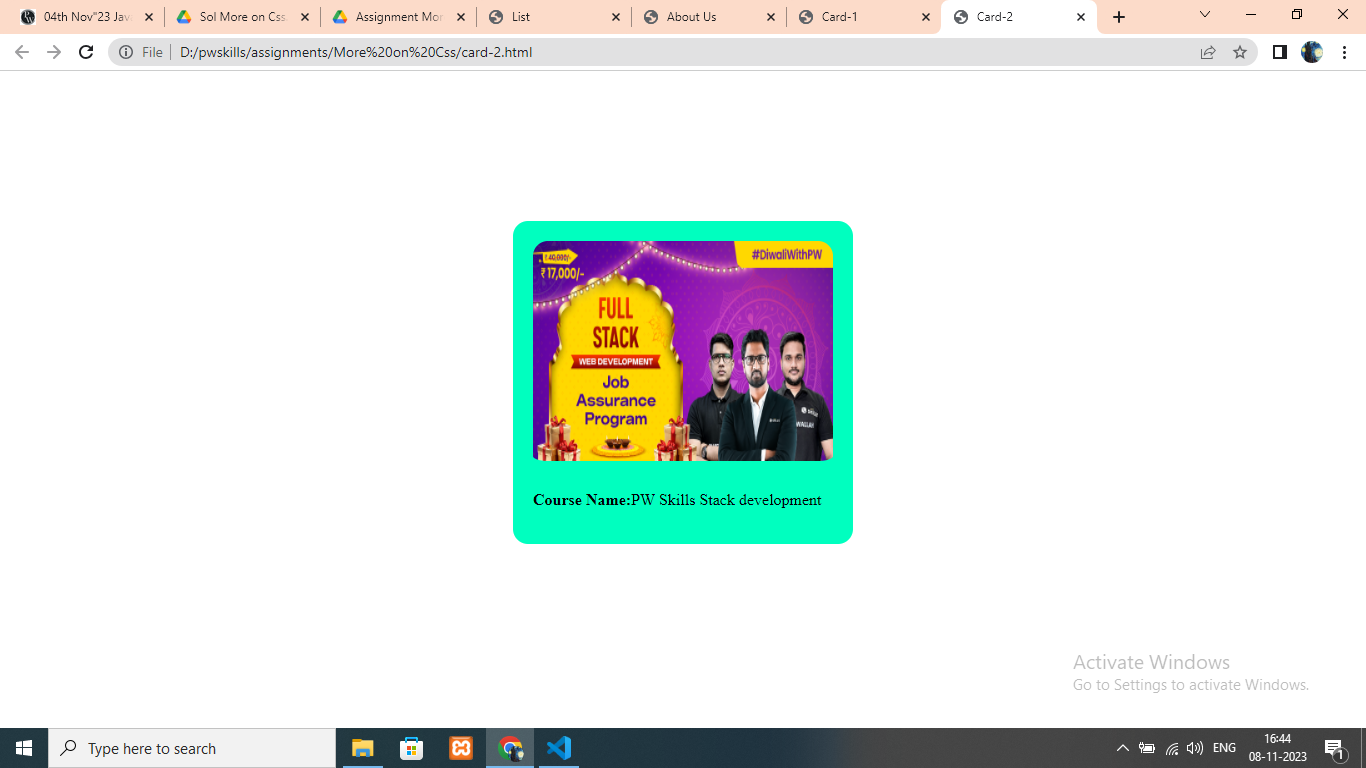 04th Nov"23 Jav
Sol More on Css
Assignment Mor
List
About Us
Card-1
Card-2
File
D:/pwskills/assignments/More%20on%20Css/card-2.html
₹ 40,000/-
₹ 17,000/-
#DiwaliWithPW
FULL
STACK
WEB DEVELOPMENT
Job
Assurance
Program
Course Name:PW Skills Stack development
Activate Windows
Go to Settings to activate Windows.
Type here to search
ENG
16:44
08-11-2023
1